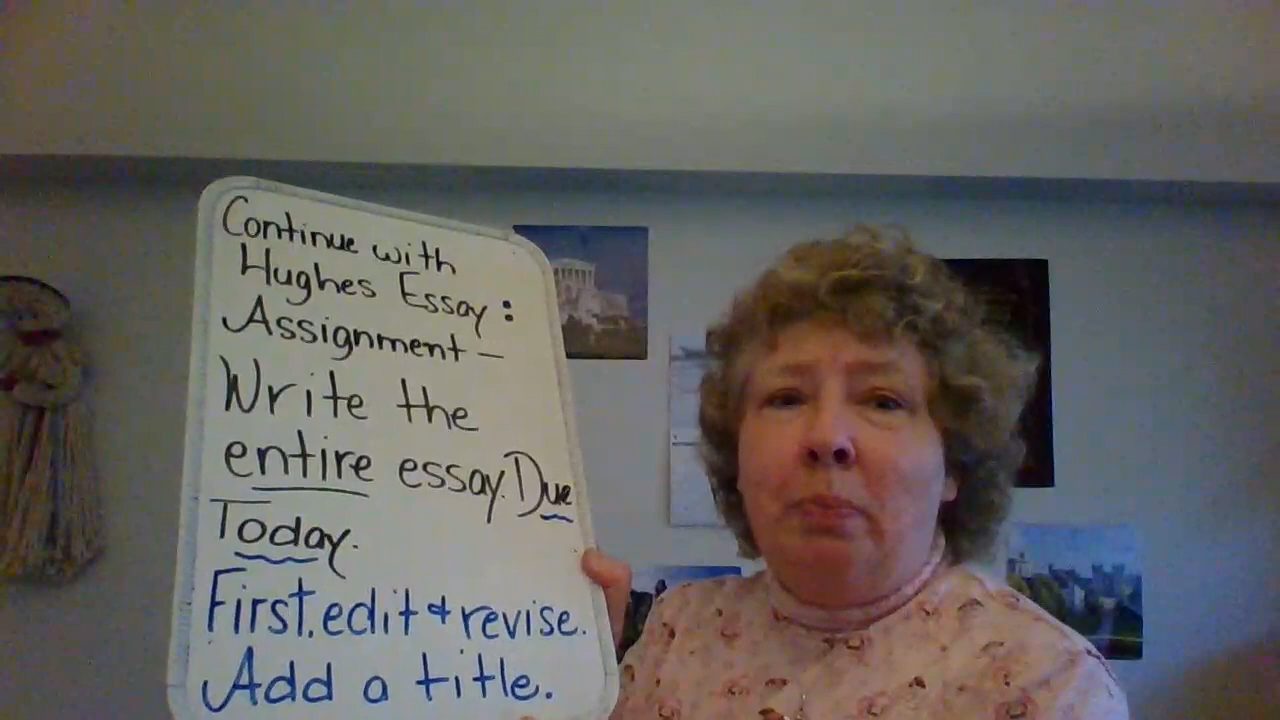 Continue with
Hughes Essay:
Assignment –
Write the
entire essay. Due
Today.
First, edit & revise.
Add a title.